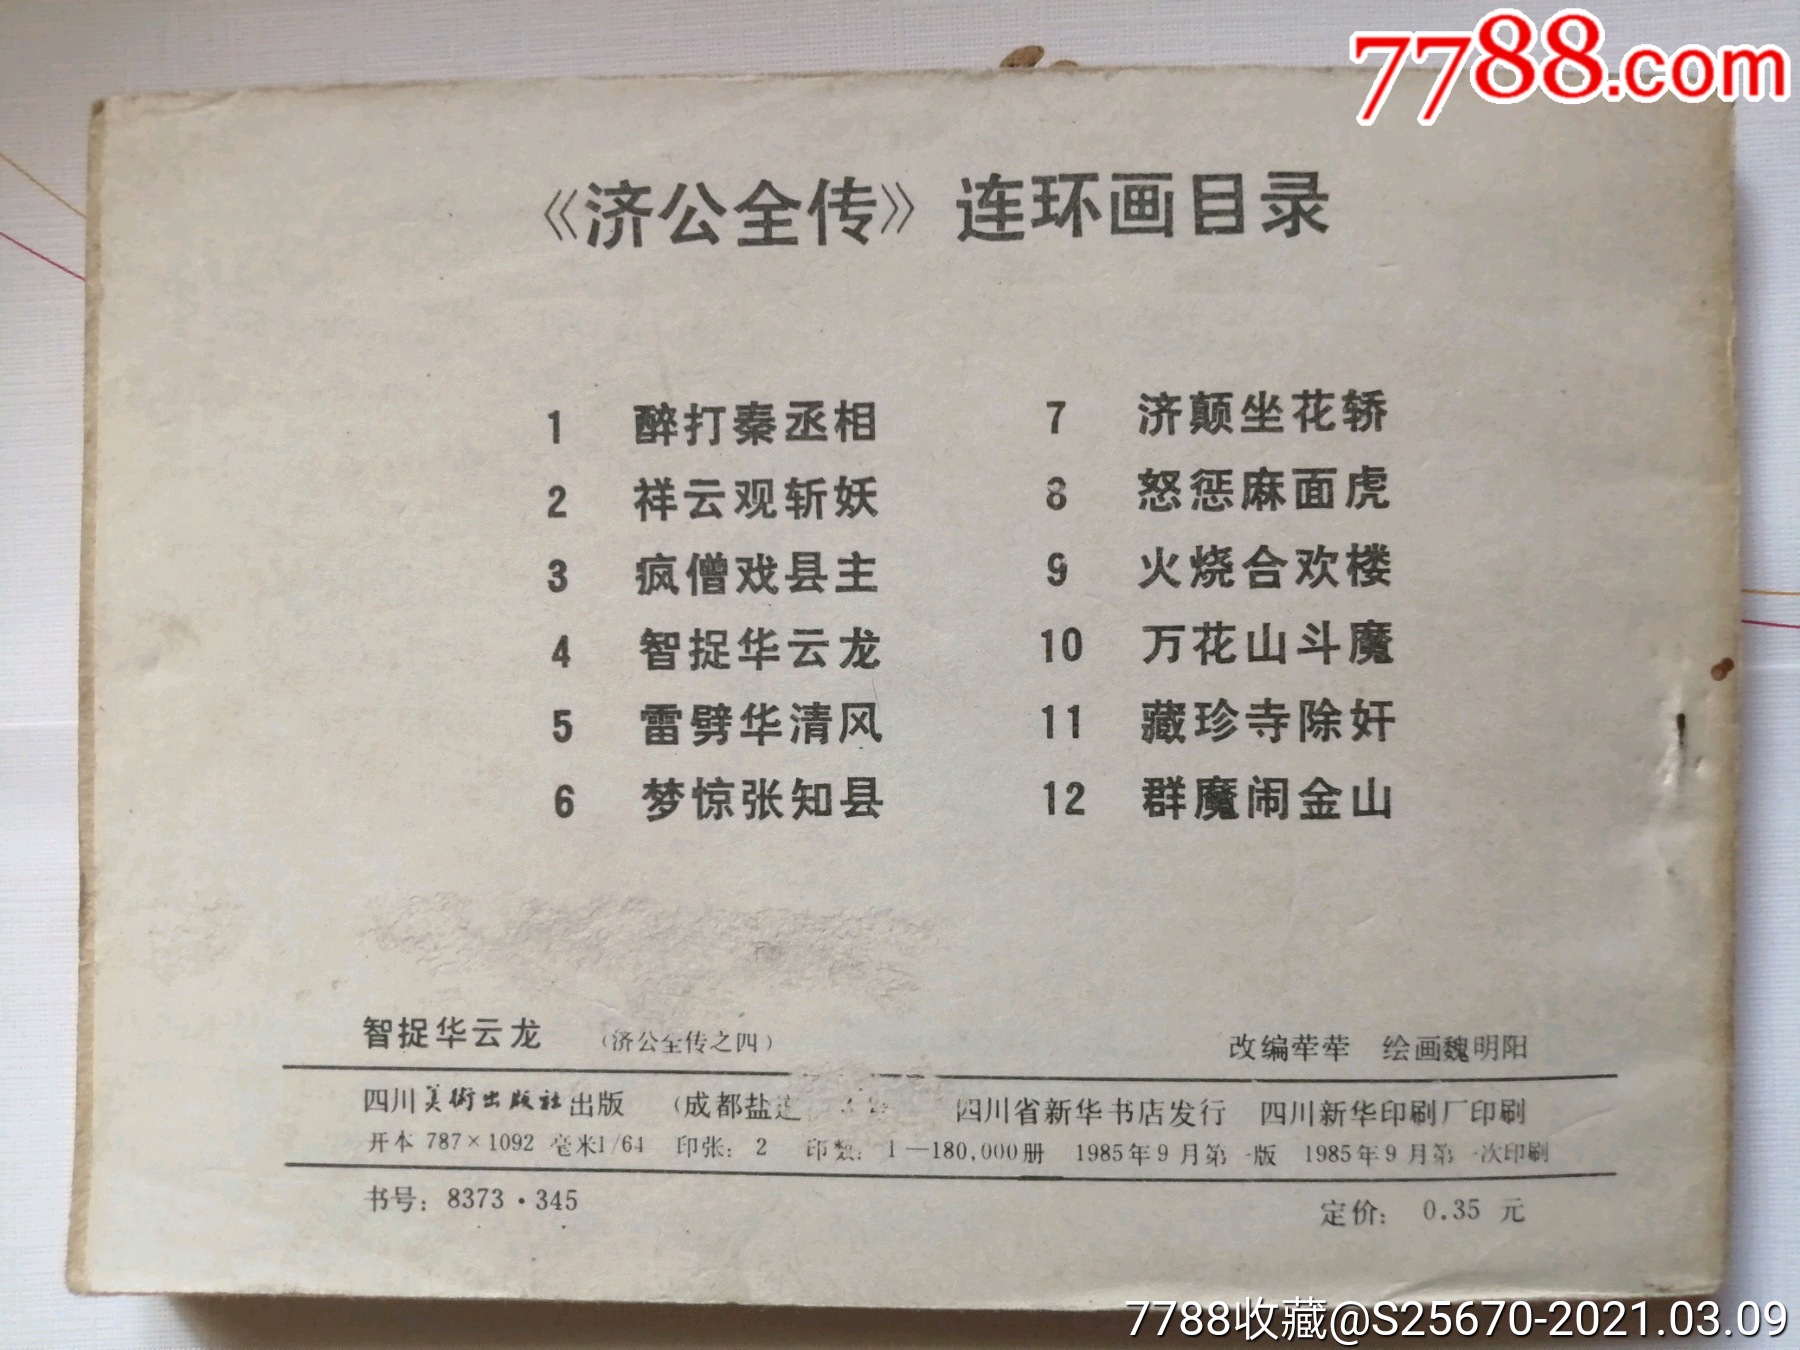 7788.com
《济公全传》连环画目录
1 醉打秦丞相
2 祥云观斩妖
3 疯僧戏县主
4 智捉华云龙
5 雷劈华清风
6 梦惊张知县
7 济颠坐花轿
8 怒惩麻面虎
9 火烧合欢楼
10 万花山斗魔
11 藏珍寺除奸
12 群魔闹金山
智捉华云龙 (济公全传之四) 改编荦荦 绘画魏明阳
四川美術出版社出版 (成都盐道 四川省新华书店发行 四川新华印刷厂印刷
开本 787×1092 毫米1/64 印张：2 印数：1—180,000册 1985年9月第一版 1985年9月第一次印刷
书号：8373·345 定价：0.35 元
7788收藏@S25670-2021.03.09